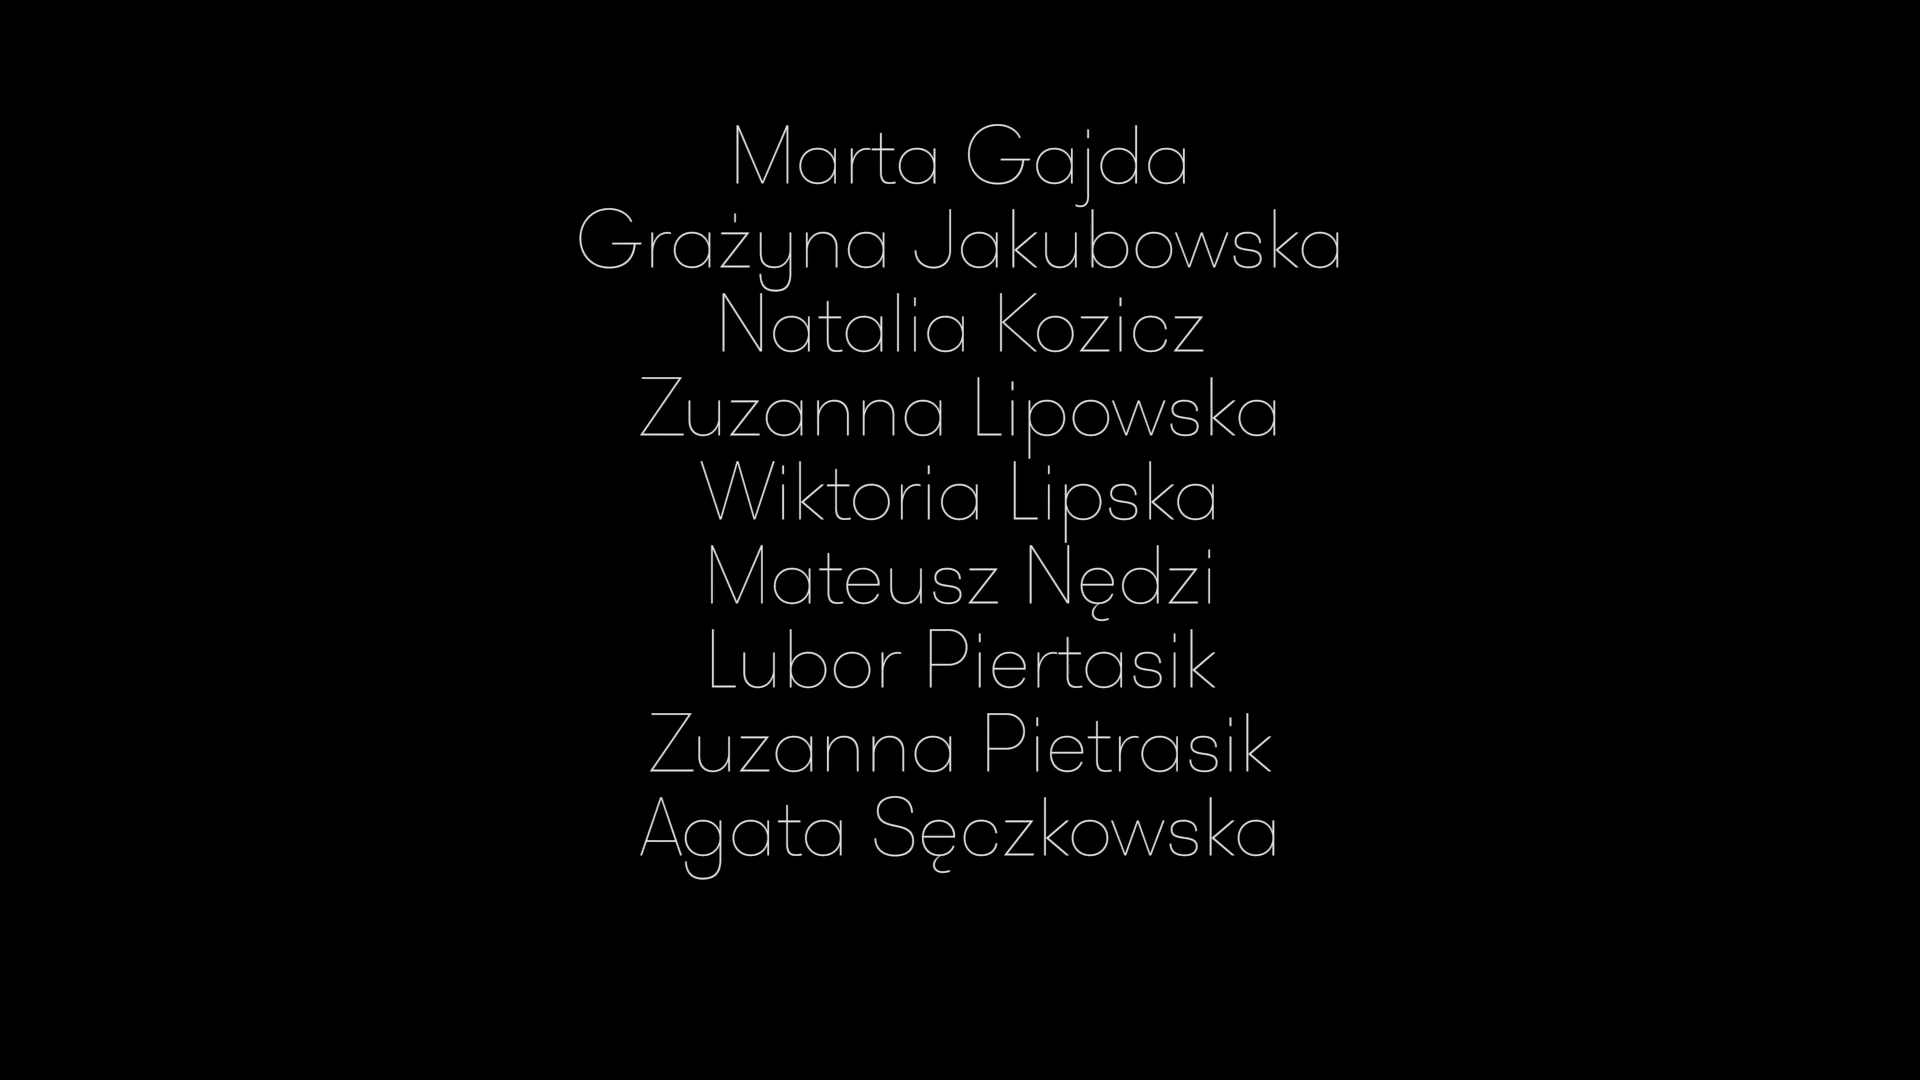 Marta Gajda
Grażyna Jakubowska
Natalia Kozicz
Zuzanna Lipowska
Wiktoria Lipska
Mateusz Nędzi
Lubor Piertasik
Zuzanna Pietrasik
Agata Sęczkowska